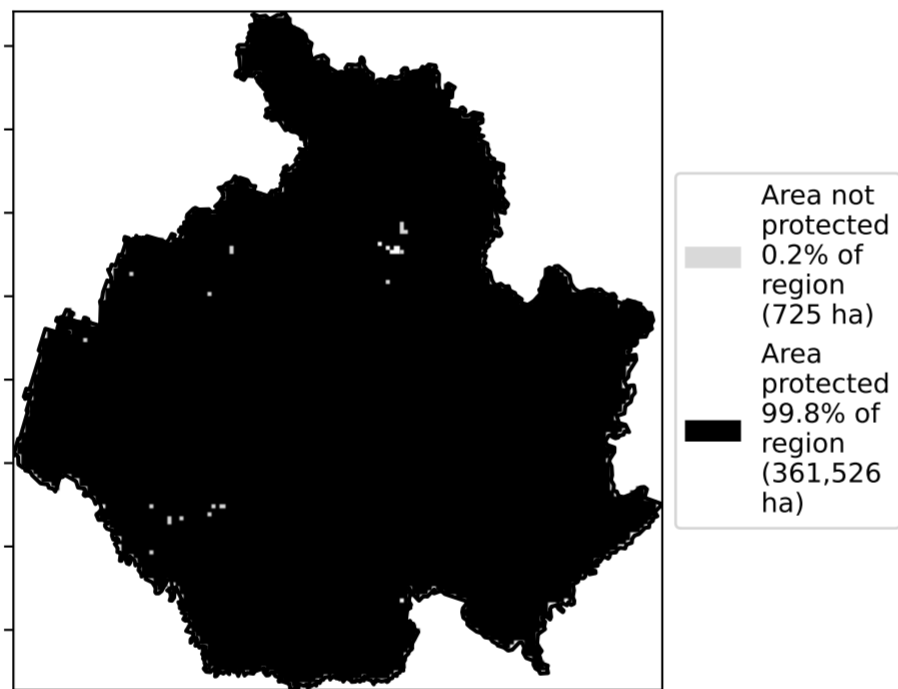 Area not
protected
0.2% of
region
(725 ha)
Area
protected
99.8% of
region
(361,526
ha)